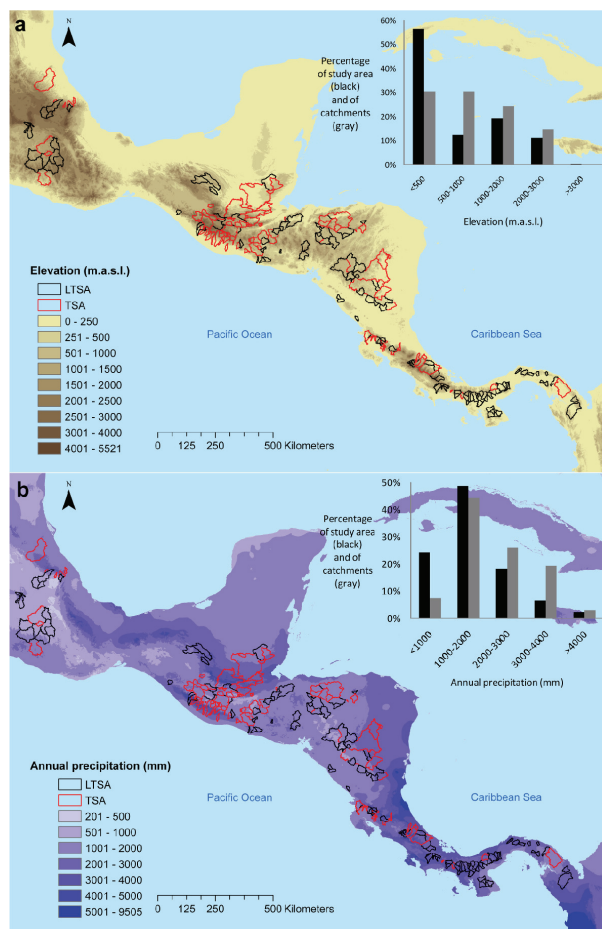 a
N
Percentage
of study area
(black)
and of
catchments
(gray)
60%
50%
40%
30%
20%
10%
0%
<500
500-1000
1000-2000
2000-3000
>3000
Elevation (m.a.s.l.)
Elevation (m.a.s.l.)
LTSA
TSA
0 - 250
251 - 500
501 - 1000
1001 - 1500
1501 - 2000
2001 - 2500
2501 - 3000
3001 - 4000
4001 - 5521
Pacific Ocean
Caribbean Sea
0 125 250 500 Kilometers
b
N
Percentage
of study area
(black)
and of
catchments
(gray)
50%
40%
30%
20%
10%
0%
<1000
1000-2000
2000-3000
3000-4000
>4000
Annual precipitation (mm)
Annual precipitation (mm)
LTSA
TSA
201 - 500
501 - 1000
1001 - 2000
2001 - 3000
3001 - 4000
4001 - 5000
5001 - 9505
Pacific Ocean
Caribbean Sea
0 125 250 500 Kilometers